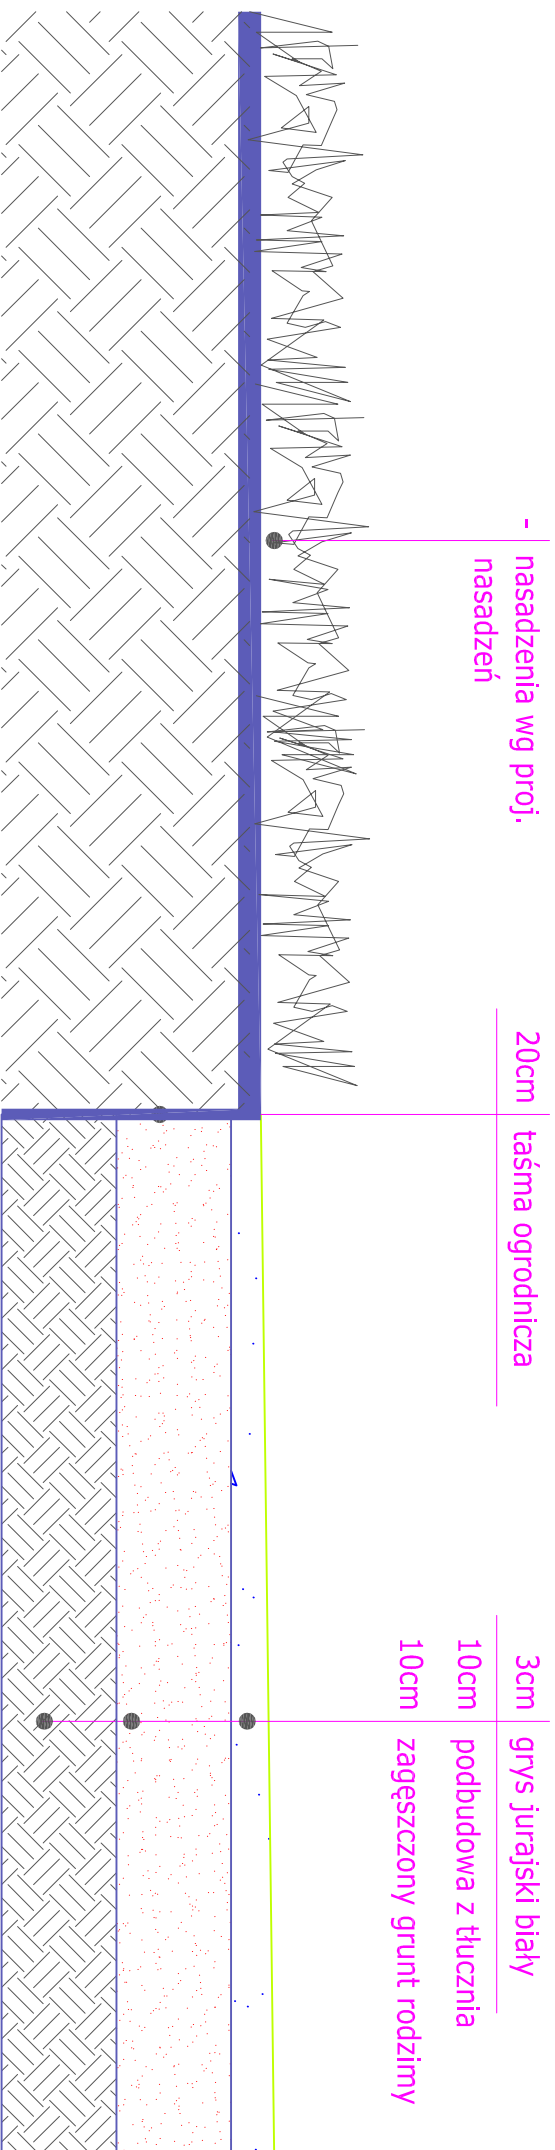 - nasadzenia wg proj.
nasadzeń
20cm taśma ogrodnicza
3cm grys jurajski biały
10cm podbudowa z tłucznia
10cm zagęszczony grunt rodzimy